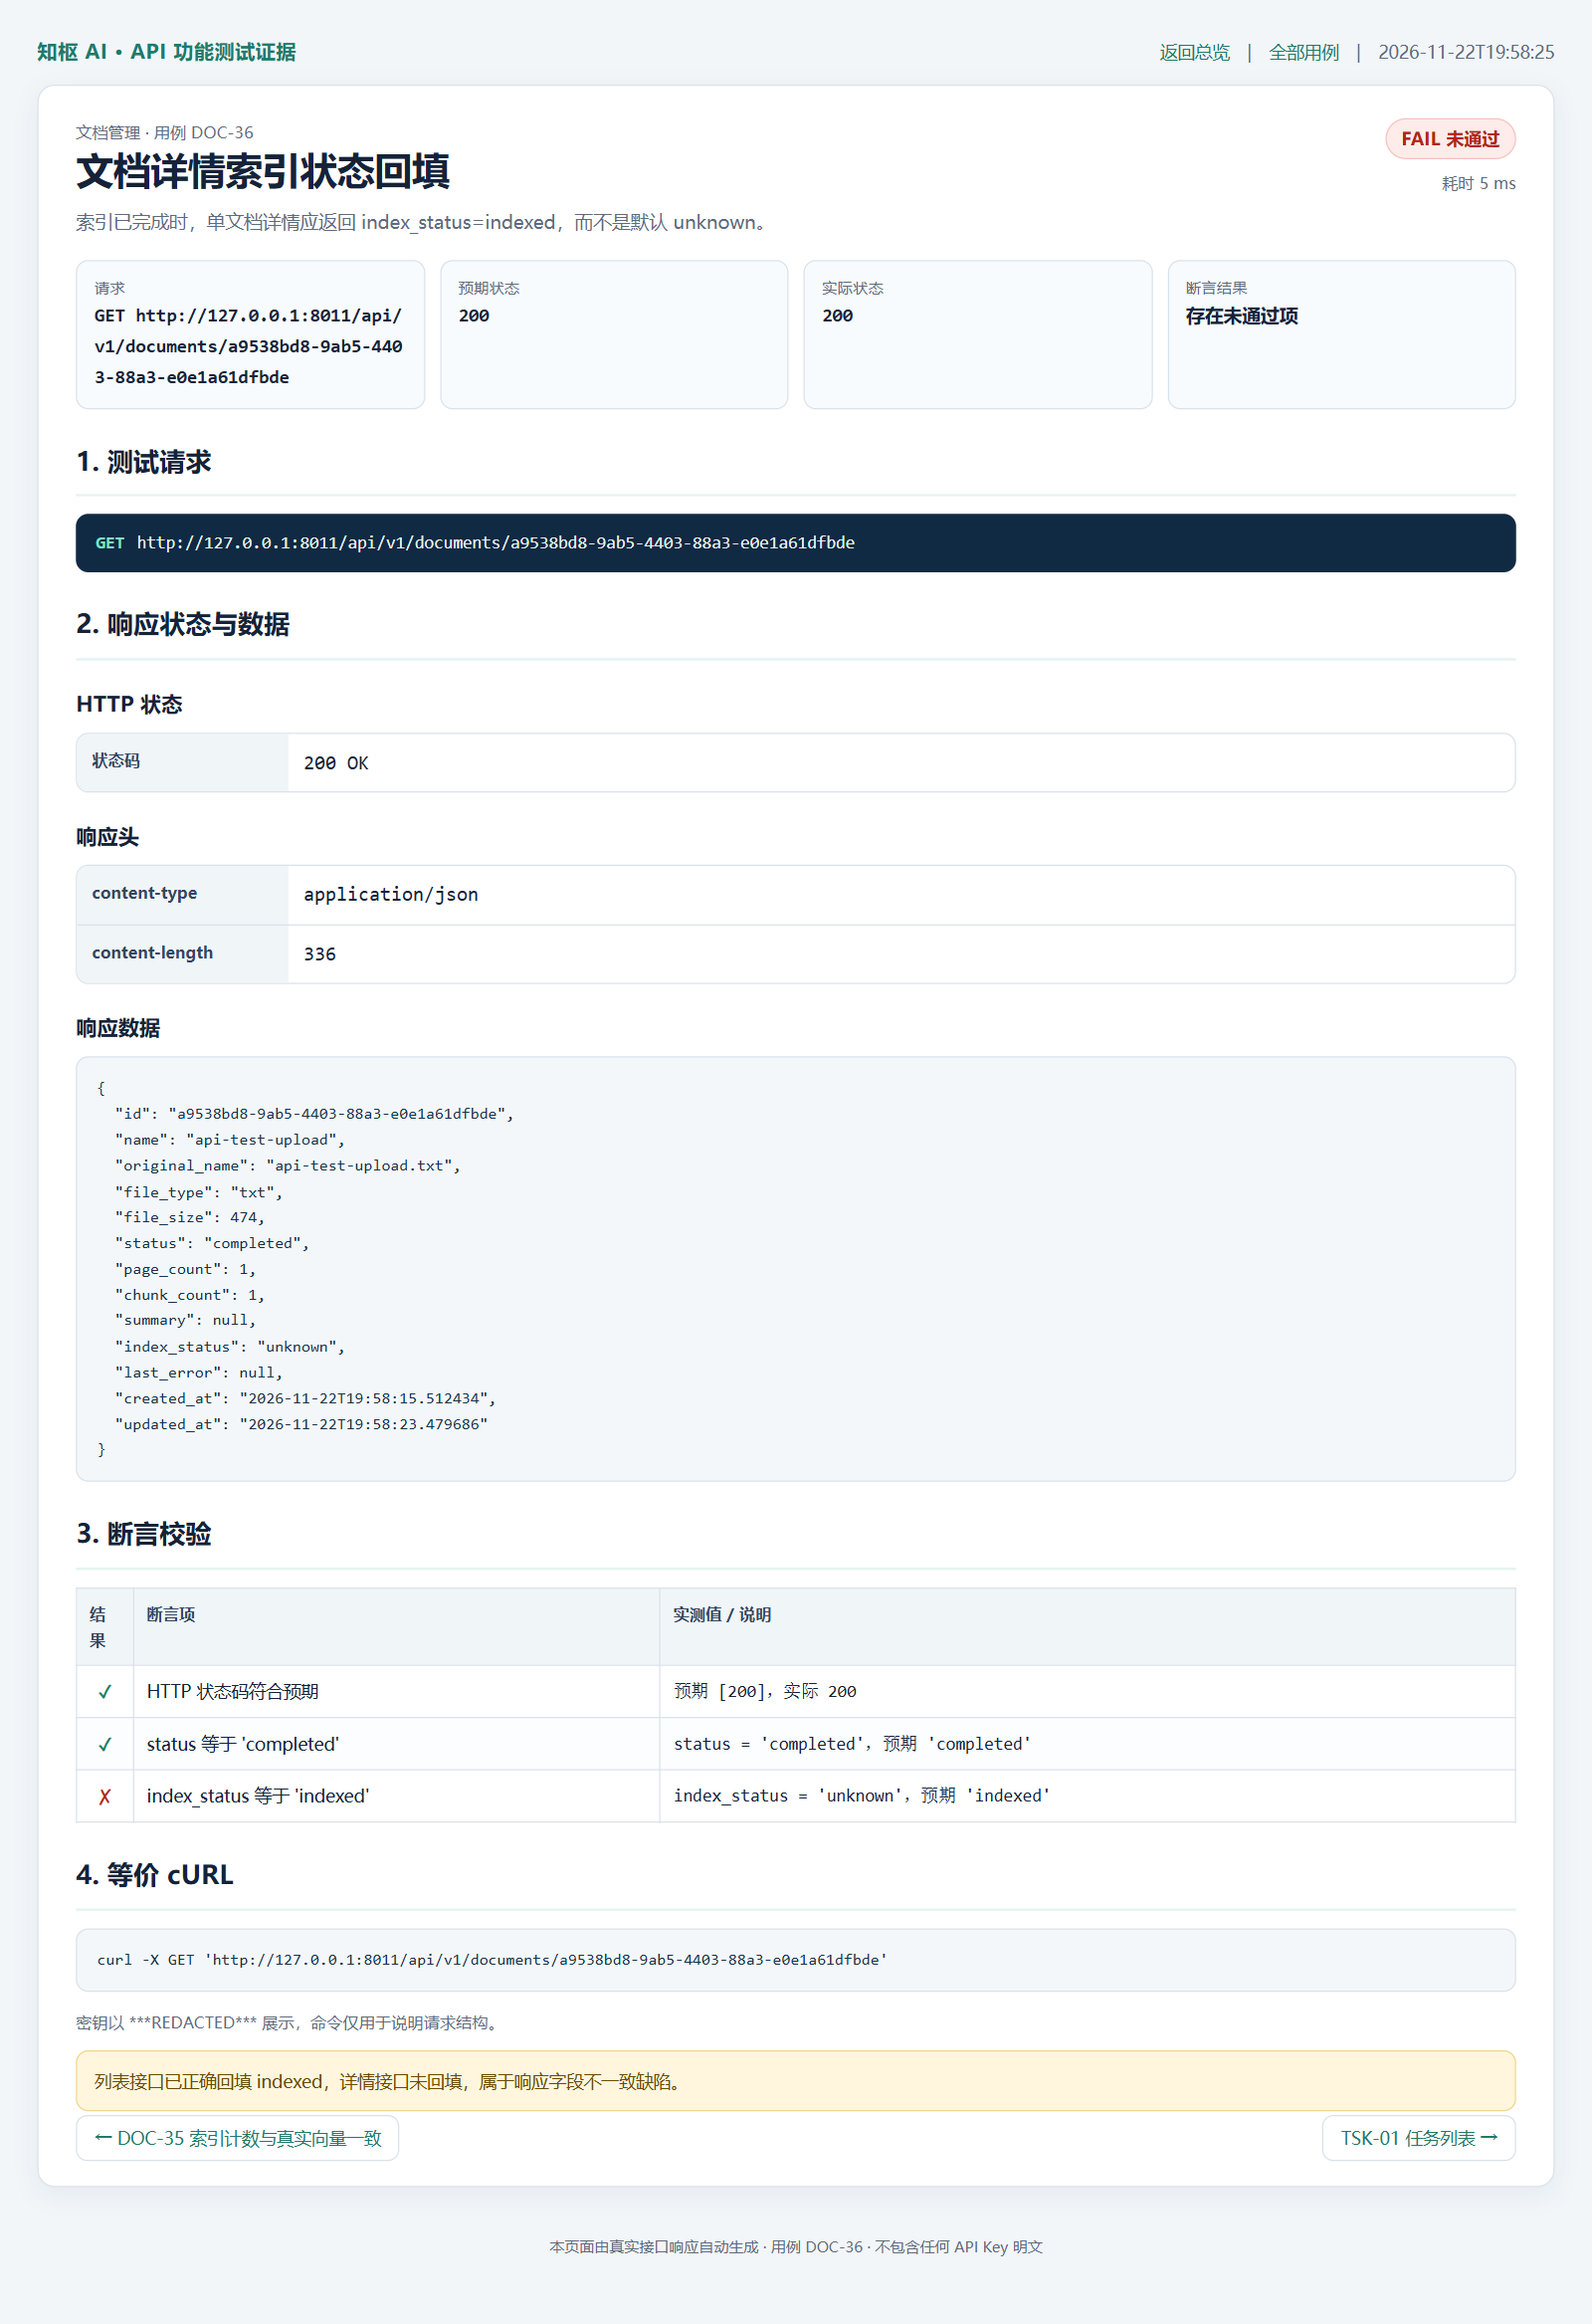 知枢 AI · API 功能测试证据
返回总览 | 全部用例 | 2026-11-22T19:58:25
文档管理 · 用例 DOC-36
FAIL 未通过
文档详情索引状态回填
耗时 5 ms
索引已完成时，单文档详情应返回 index_status=indexed，而不是默认 unknown。
请求
GET http://127.0.0.1:8011/api/
v1/documents/a9538bd8-9ab5-440
3-88a3-e0e1a61dfbde
预期状态
200
实际状态
200
断言结果
存在未通过项
1. 测试请求
GET http://127.0.0.1:8011/api/v1/documents/a9538bd8-9ab5-4403-88a3-e0e1a61dfbde
2. 响应状态与数据
HTTP 状态
状态码 200 OK
响应头
content-type application/json
content-length 336
响应数据
{
"id": "a9538bd8-9ab5-4403-88a3-e0e1a61dfbde",
"name": "api-test-upload",
"original_name": "api-test-upload.txt",
"file_type": "txt",
"file_size": 474,
"status": "completed",
"page_count": 1,
"chunk_count": 1,
"summary": null,
"index_status": "unknown",
"last_error": null,
"created_at": "2026-11-22T19:58:15.512434",
"updated_at": "2026-11-22T19:58:23.479686"
}
3. 断言校验
结果 断言项 实测值 / 说明
✓ HTTP 状态码符合预期 预期 [200]，实际 200
✓ status 等于 'completed' status = 'completed'，预期 'completed'
✗ index_status 等于 'indexed' index_status = 'unknown'，预期 'indexed'
4. 等价 cURL
curl -X GET 'http://127.0.0.1:8011/api/v1/documents/a9538bd8-9ab5-4403-88a3-e0e1a61dfbde'
密钥以 ***REDACTED*** 展示，命令仅用于说明请求结构。
列表接口已正确回填 indexed，详情接口未回填，属于响应字段不一致缺陷。
← DOC-35 索引计数与真实向量一致
TSK-01 任务列表 →
本页面由真实接口响应自动生成 · 用例 DOC-36 · 不包含任何 API Key 明文